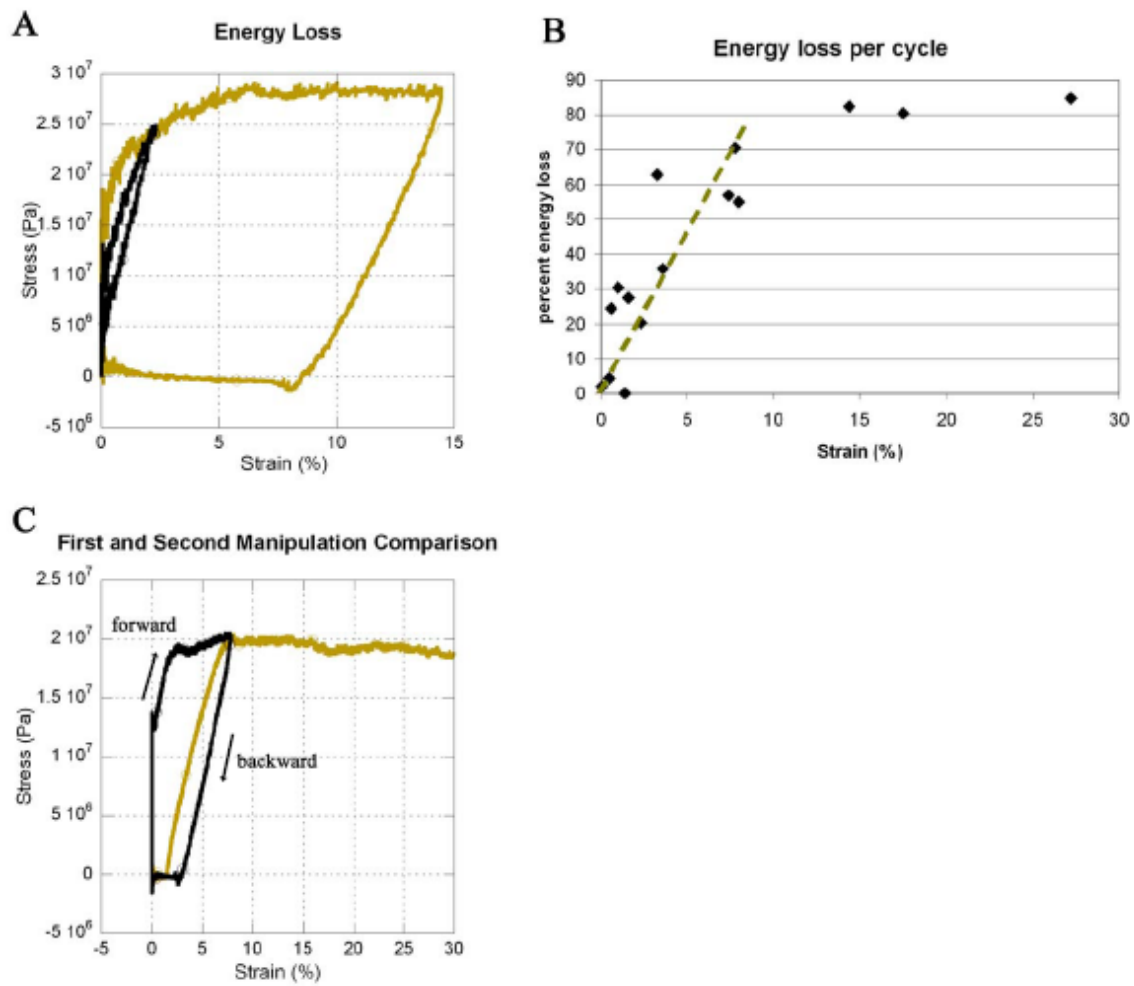 A
Energy Loss
3 10⁷
2.5 10⁷
2 10⁷
1.5 10⁷
1 10⁷
5 10⁶
0
-5 10⁶
Stress (Pa)
0 5 10 15
Strain (%)
B
Energy loss per cycle
90
80
70
60
50
40
30
20
10
0
percent energy loss
0 5 10 15 20 25 30
Strain (%)
C
First and Second Manipulation Comparison
2.5 10⁷
2 10⁷
1.5 10⁷
1 10⁷
5 10⁶
0
-5 10⁶
Stress (Pa)
forward
backward
-5 0 5 10 15 20 25 30
Strain (%)